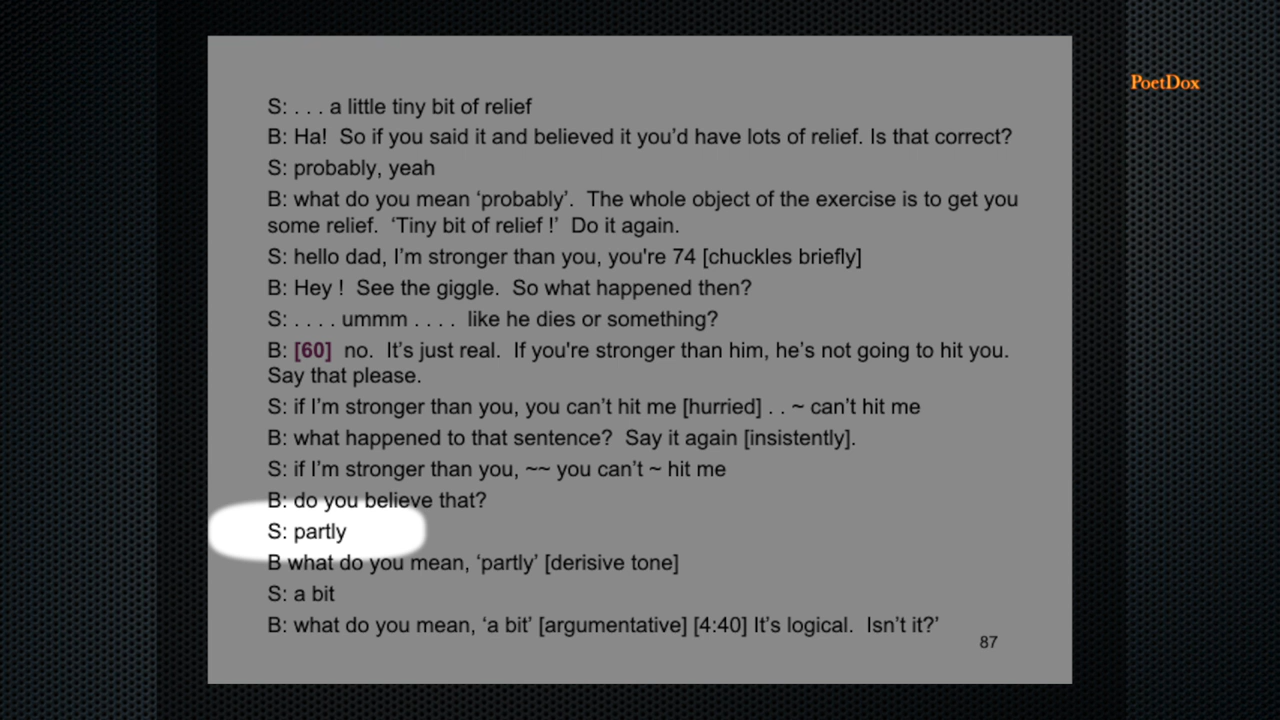 PoetDox
S: . . . a little tiny bit of relief
B: Ha!  So if you said it and believed it you'd have lots of relief. Is that correct?
S: probably, yeah
B: what do you mean ‘probably’.  The whole object of the exercise is to get you
some relief.  ‘Tiny bit of relief !’  Do it again.
S: hello dad, I’m stronger than you, you're 74 [chuckles briefly]
B: Hey !  See the giggle.  So what happened then?
S: . . . . ummm . . . .  like he dies or something?
B: [60]  no.  It’s just real.  If you're stronger than him, he’s not going to hit you.
Say that please.
S: if I’m stronger than you, you can’t hit me [hurried] . . ~ can’t hit me
B: what happened to that sentence?  Say it again [insistently].
S: if I’m stronger than you, ~~ you can’t ~ hit me
B: do you believe that?
S: partly
B what do you mean, ‘partly’ [derisive tone]
S: a bit
B: what do you mean, ‘a bit’ [argumentative] [4:40] It’s logical.  Isn’t it?’
87